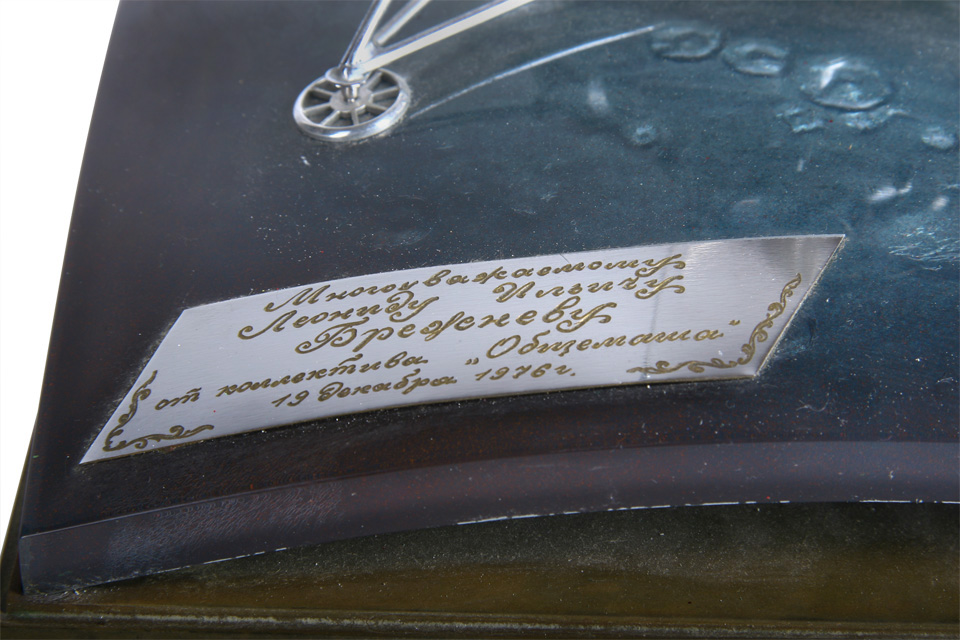 Многоуважаемому
Леониду Ильичу
Брежневу
от коллектива "Общемаша"
19 декабря 1976 г.